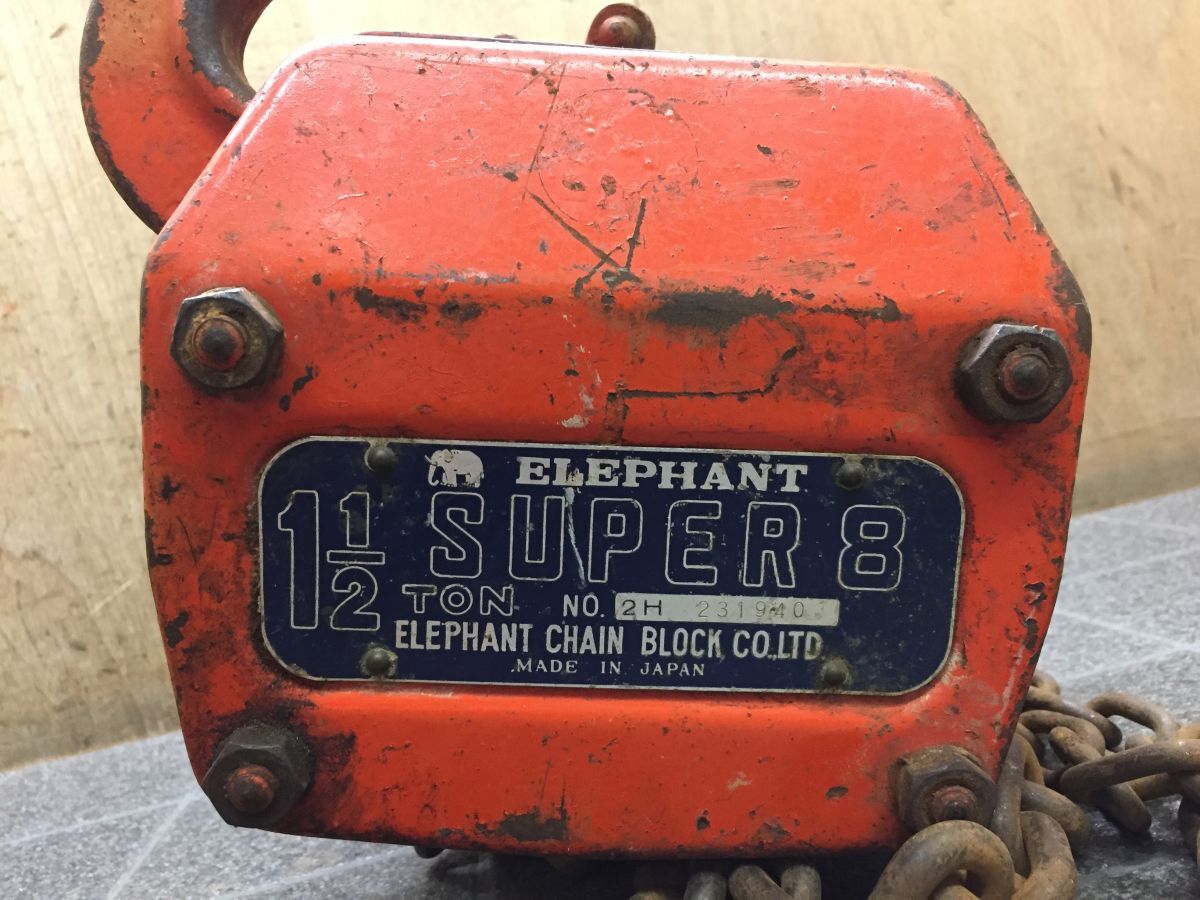 ELEPHANT
1 1/2 SUPER 8
TON NO. 2H 231940
ELEPHANT CHAIN BLOCK CO.,LTD
MADE IN JAPAN